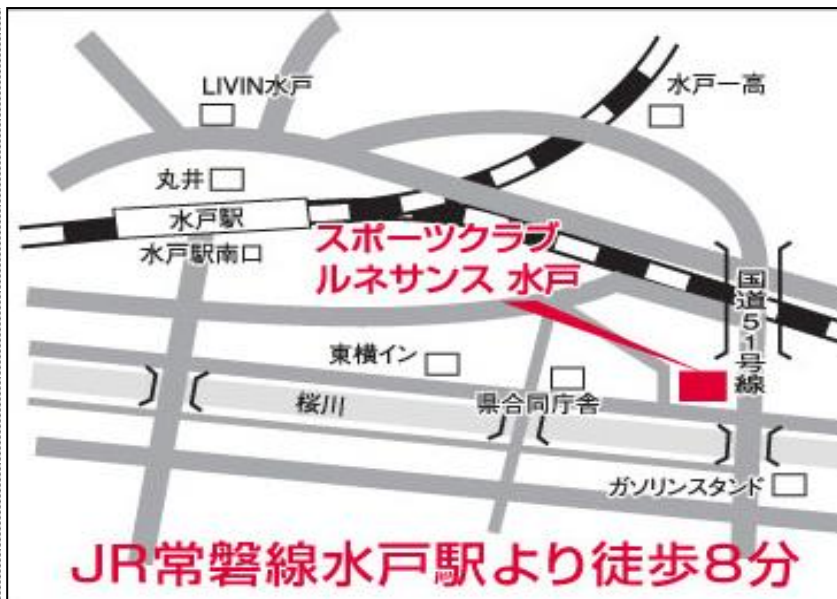 LIVIN水戸
水戸一高
丸井
水戸駅
水戸駅南口
スポーツクラブ
ルネサンス 水戸
国道51号線
東横イン
桜川
県合同庁舎
ガソリンスタンド
JR常磐線水戸駅より徒歩8分